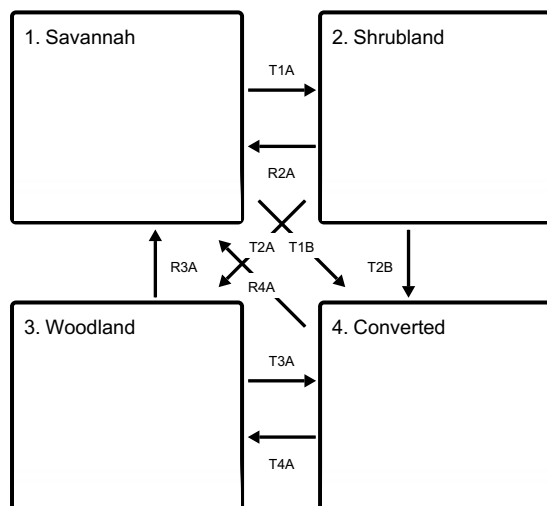 1. Savannah
2. Shrubland
T1A
R2A
T2A
T1B
R3A
R4A
T2B
3. Woodland
4. Converted
T3A
T4A